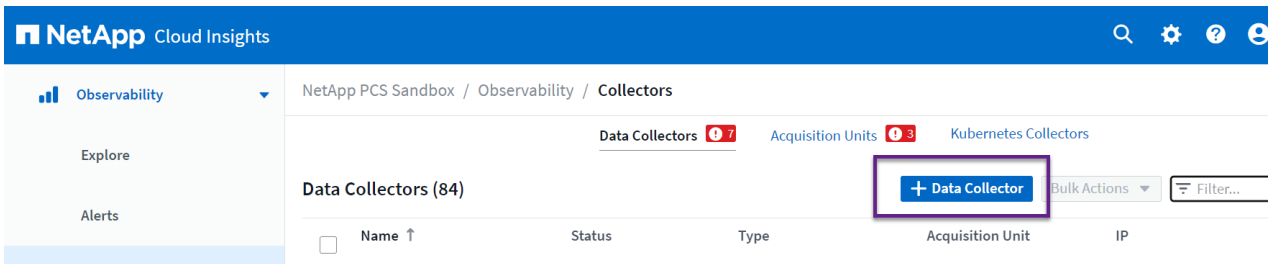 NetApp Cloud Insights
Observability
NetApp PCS Sandbox / Observability / Collectors
Data Collectors 7 Acquisition Units 3 Kubernetes Collectors
Explore
Data Collectors (84) + Data Collector Bulk Actions Filter...
Alerts
Name ↑ Status Type Acquisition Unit IP